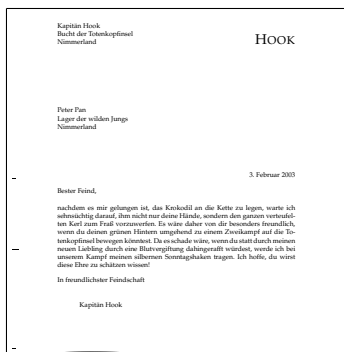 Kapitän Hook
Bucht der Totenkopfinsel
Nimmerland
HOOK
Peter Pan
Lager der wilden Jungs
Nimmerland
3. Februar 2003
Bester Feind,
nachdem es mir gelungen ist, das Krokodil an die Kette zu legen, warte ich
sehnsüchtig darauf, ihm nicht nur deine Hände, sondern den ganzen verteufel-
ten Kerl zum Fraß vorzuwerfen. Es wäre daher von dir besonders freundlich,
wenn du deinen grünen Hintern umgehend zu einem Zweikampf auf die To-
tenkopfinsel bewegen könntest. Da es schade wäre, wenn du statt durch meinen
neuen Liebling durch eine Blutvergiftung dahingerafft würdest, werde ich bei
unserem Kampf meinen silbernen Sonntagshaken tragen. Ich hoffe, du wirst
diese Ehre zu schätzen wissen!
In freundlichster Feindschaft
Kapitän Hook